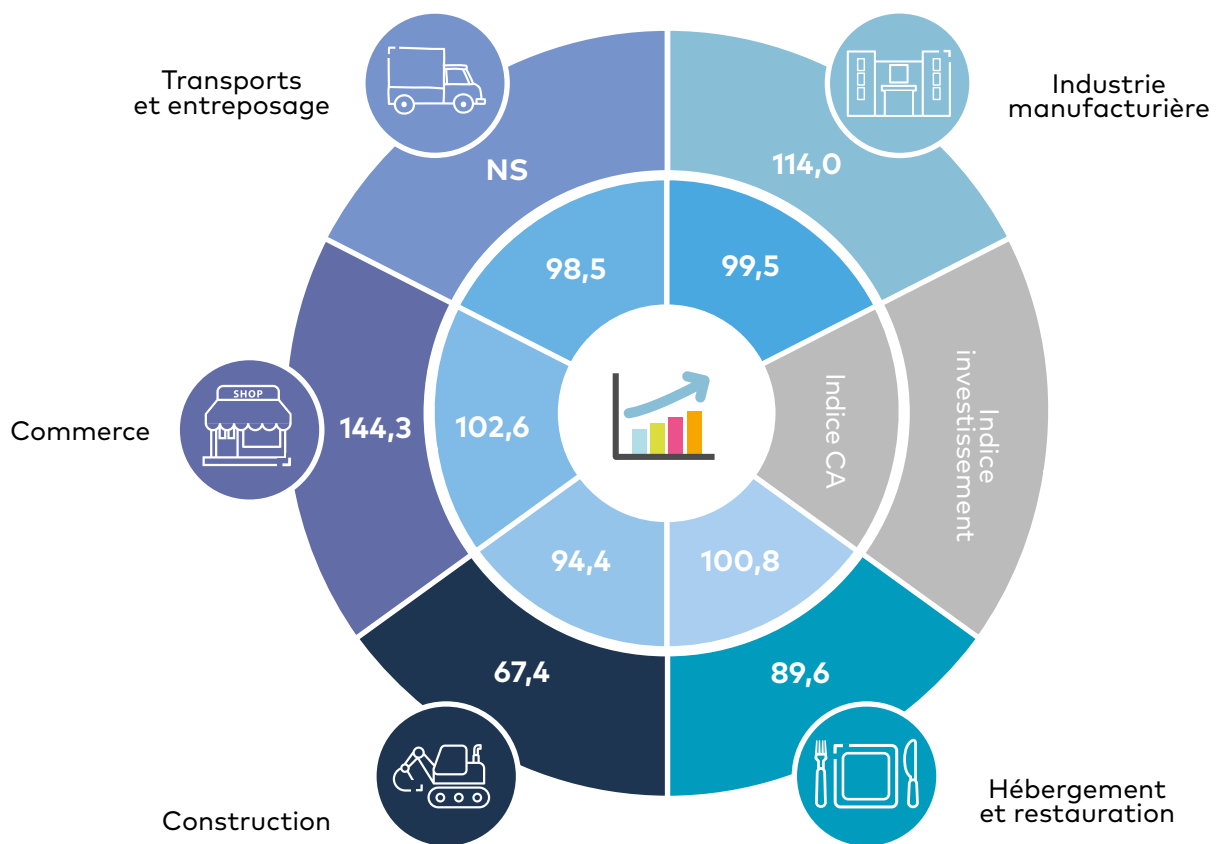 Transports
et entreposage
Industrie
manufacturière
NS
114,0
98,5
99,5
Commerce
SHOP
144,3
102,6
Indice CA
Indice
investissement
94,4
100,8
67,4
89,6
Construction
Hébergement
et restauration